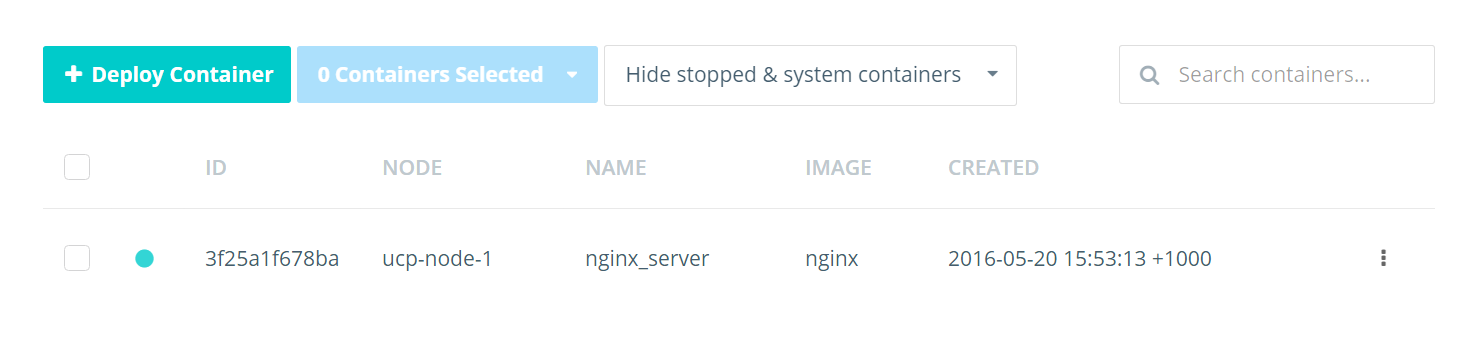 + Deploy Container 0 Containers Selected Hide stopped & system containers Search containers...
ID NODE NAME IMAGE CREATED
3f25a1f678ba ucp-node-1 nginx_server nginx 2016-05-20 15:53:13 +1000